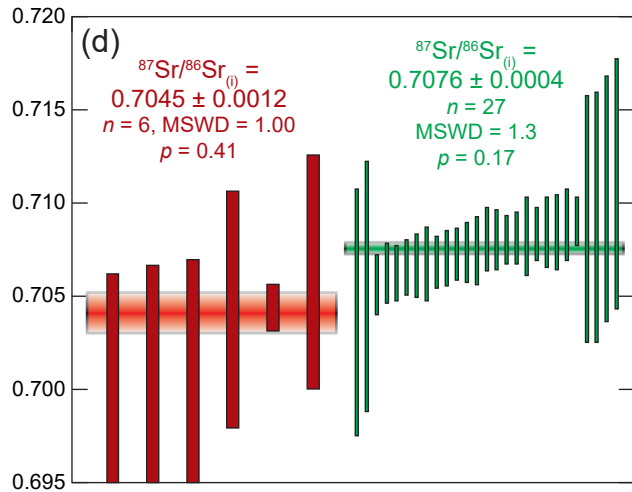 0.720
0.715
0.710
0.705
0.700
0.695
(d)
87Sr/86Sr(i) =
0.7045 ± 0.0012
n = 6, MSWD = 1.00
p = 0.41
87Sr/86Sr(i) =
0.7076 ± 0.0004
n = 27
MSWD = 1.3
p = 0.17